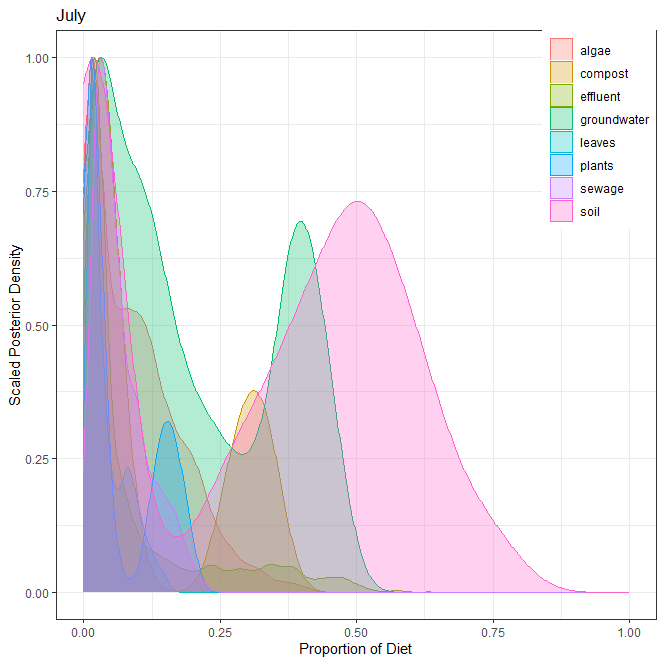 July
algae
compost
effluent
groundwater
leaves
plants
sewage
soil
Scaled Posterior Density
1.00
0.75
0.50
0.25
0.00
0.00 0.25 0.50 0.75 1.00
Proportion of Diet